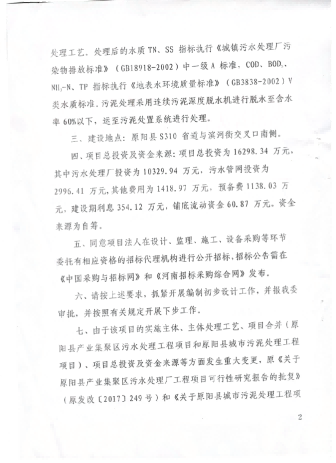 处理工艺。处理后的水质 TN、SS 指标执行《城镇污水处理厂污
染物排放标准》（GB18918-2002）中一级 A 标准，COD、BOD₅、
NH₃-N、TP 指标执行《地表水环境质量标准》（GB3838-2002）V
类水质标准。污泥处理采用连续污泥深度脱水机进行脱水至含水
率 60%以下，运至污泥处置系统进行处理。
三、建设地点：原阳县 S310 省道与滨河街交叉口南侧。
四、项目总投资及资金来源：项目总投资为 16298.34 万元，
其中污水处理厂投资为 10329.94 万元，污水管网投资为
2996.41 万元，其他费用为 1418.97 万元，预备费 1138.03 万
元，建设期利息 354.12 万元，铺底流动资金 60.87 万元。资金
来源为自筹。
五、同意项目法人在设计、监理、施工、设备采购等环节
委托有相应资格的招标代理机构进行公开招标，招标公告需在
《中国采购与招标网》和《河南招标采购综合网》发布。
六、请按上述要求，抓紧开展编制初步设计工作，并报我委
审批，并按照有关规定开展下步工作。
七、由于该项目的实施主体、主体处理工艺、项目合并（原
阳县产业集聚区污水处理工程项目和原阳县城市污泥处理工程
项目）、项目总投资及资金来源等方面发生重大变更，原《关于
原阳县产业集聚区污水处理厂工程项目可行性研究报告的批复》
（原发改〔2017〕249 号）和《关于原阳县城市污泥处理工程项
2